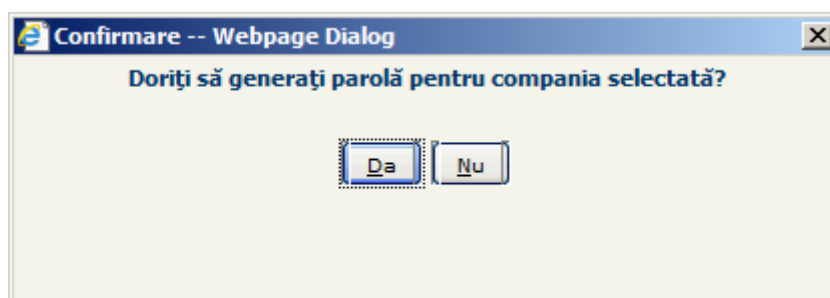 Confirmare -- Webpage Dialog
Doriţi să generaţi parolă pentru compania selectată?
Da Nu